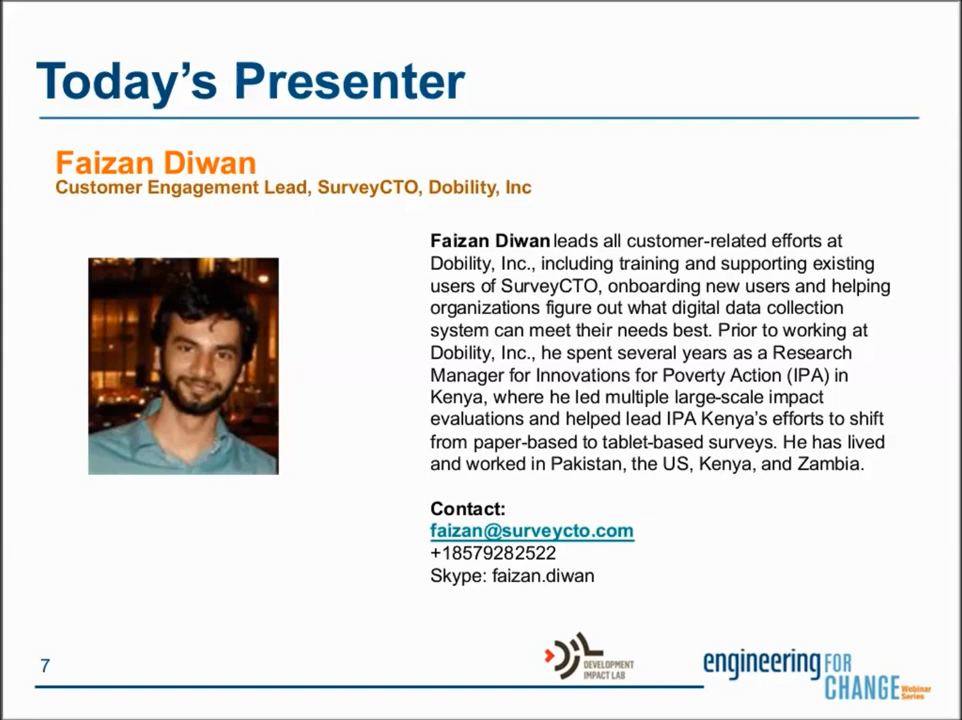 Today's Presenter
Faizan Diwan
Customer Engagement Lead, SurveyCTO, Dobility, Inc
Faizan Diwan leads all customer-related efforts at
Dobility, Inc., including training and supporting existing
users of SurveyCTO, onboarding new users and helping
organizations figure out what digital data collection
system can meet their needs best. Prior to working at
Dobility, Inc., he spent several years as a Research
Manager for Innovations for Poverty Action (IPA) in
Kenya, where he led multiple large-scale impact
evaluations and helped lead IPA Kenya's efforts to shift
from paper-based to tablet-based surveys. He has lived
and worked in Pakistan, the US, Kenya, and Zambia.
Contact:
faizan@surveycto.com
+18579282522
Skype: faizan.diwan
7
DIL
DEVELOPMENT
IMPACT LAB
engineering FOR
CHANGE Webinar
Series